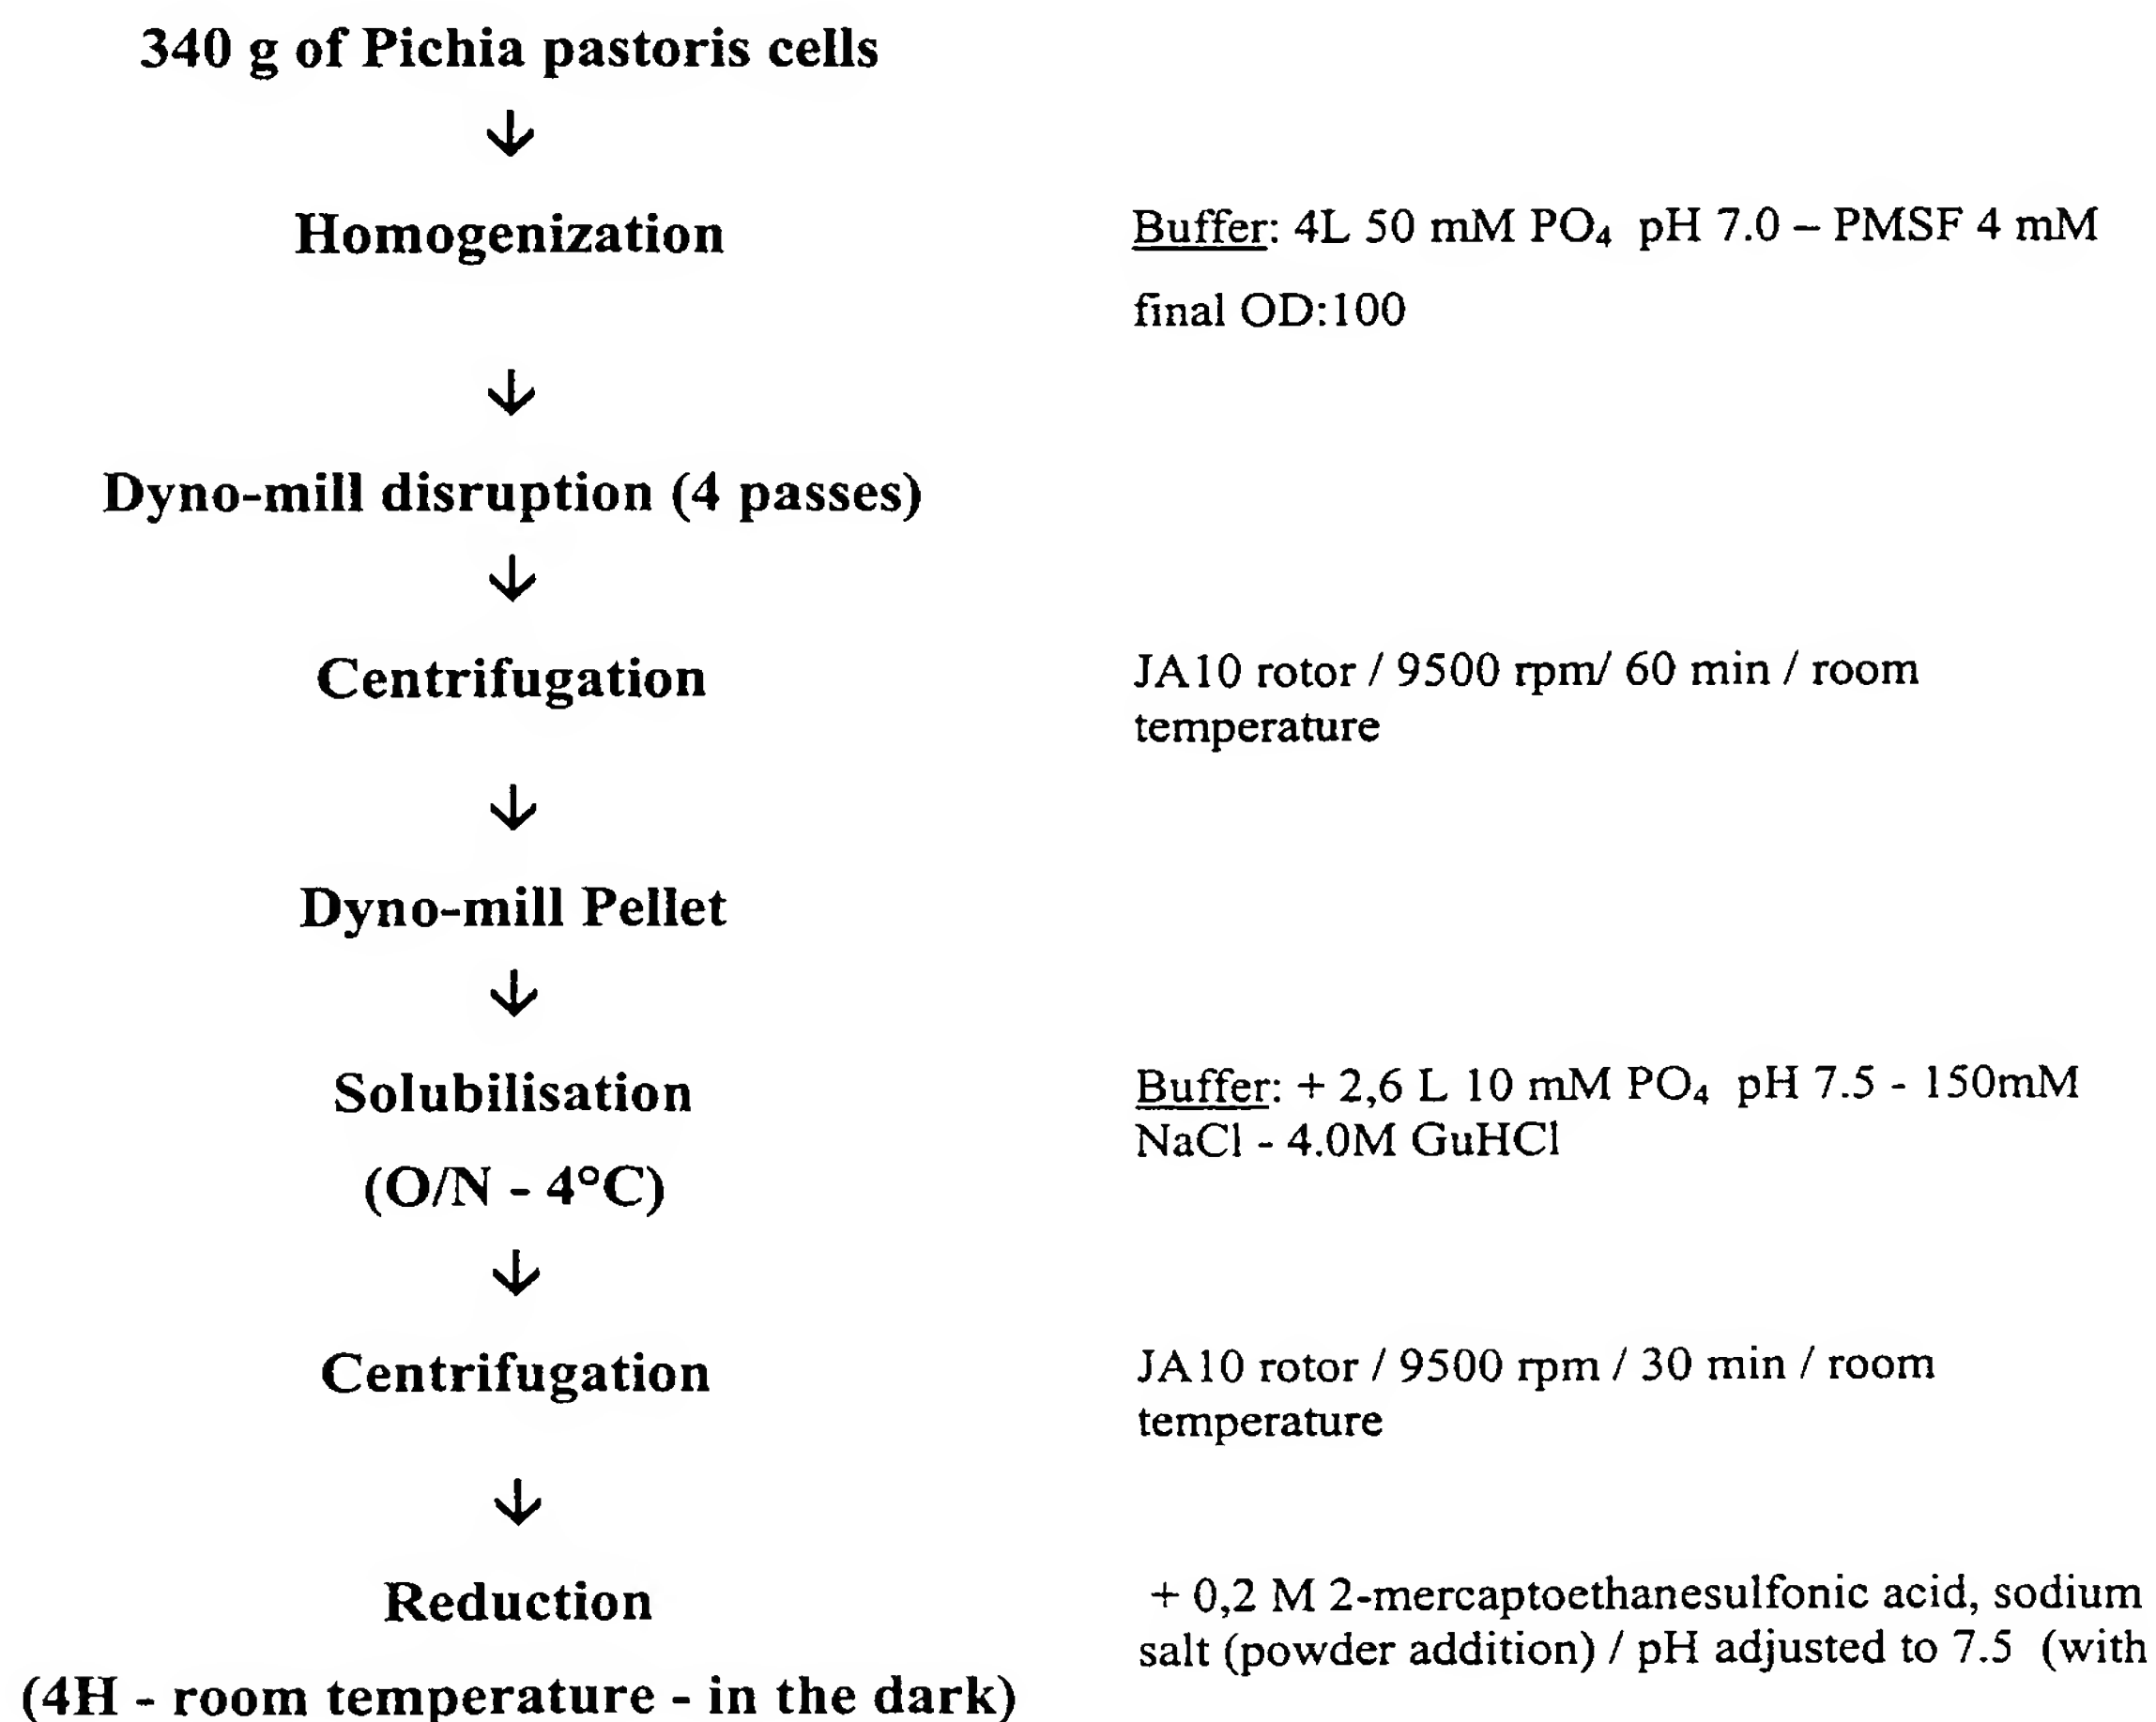 340 g of Pichia pastoris cells
↓
Homogenization
Buffer: 4L 50 mM PO₄ pH 7.0 – PMSF 4 mM
final OD:100
↓
Dyno-mill disruption (4 passes)
↓
Centrifugation
JA10 rotor / 9500 rpm/ 60 min / room
temperature
↓
Dyno-mill Pellet
↓
Solubilisation
(O/N - 4°C)
Buffer: + 2,6 L 10 mM PO₄ pH 7.5 - 150mM
NaCl - 4.0M GuHCl
↓
Centrifugation
JA10 rotor / 9500 rpm / 30 min / room
temperature
↓
Reduction
(4H - room temperature - in the dark)
+ 0,2 M 2-mercaptoethanesulfonic acid, sodium
salt (powder addition) / pH adjusted to 7.5 (with